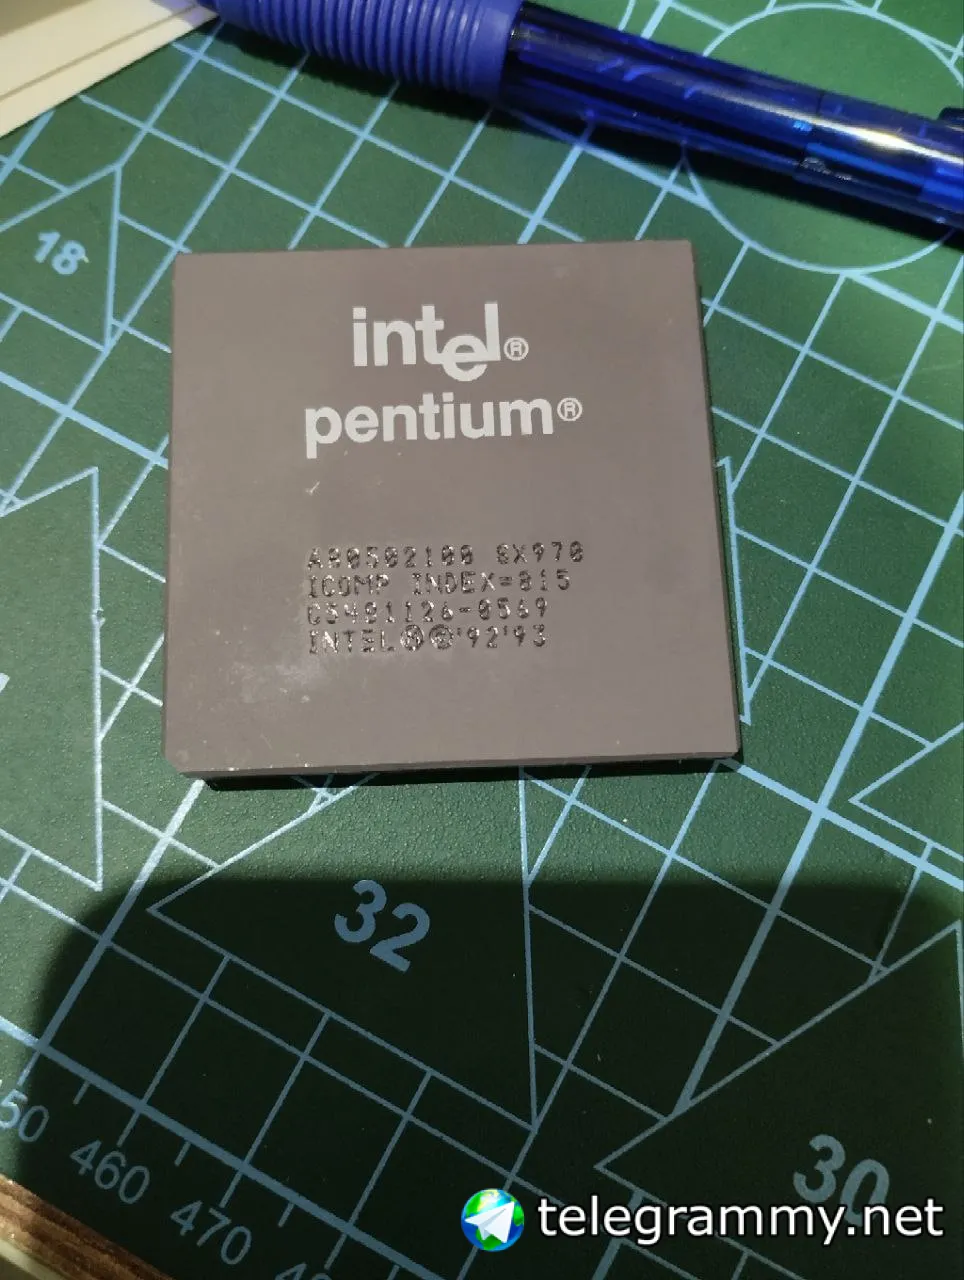 18
intel®
pentium®
A80502100 SX970
ICOMP INDEX=815
C5401126-0569
INTEL Ⓜ©'92'93
32
50
460
30
470
telegrammy.net